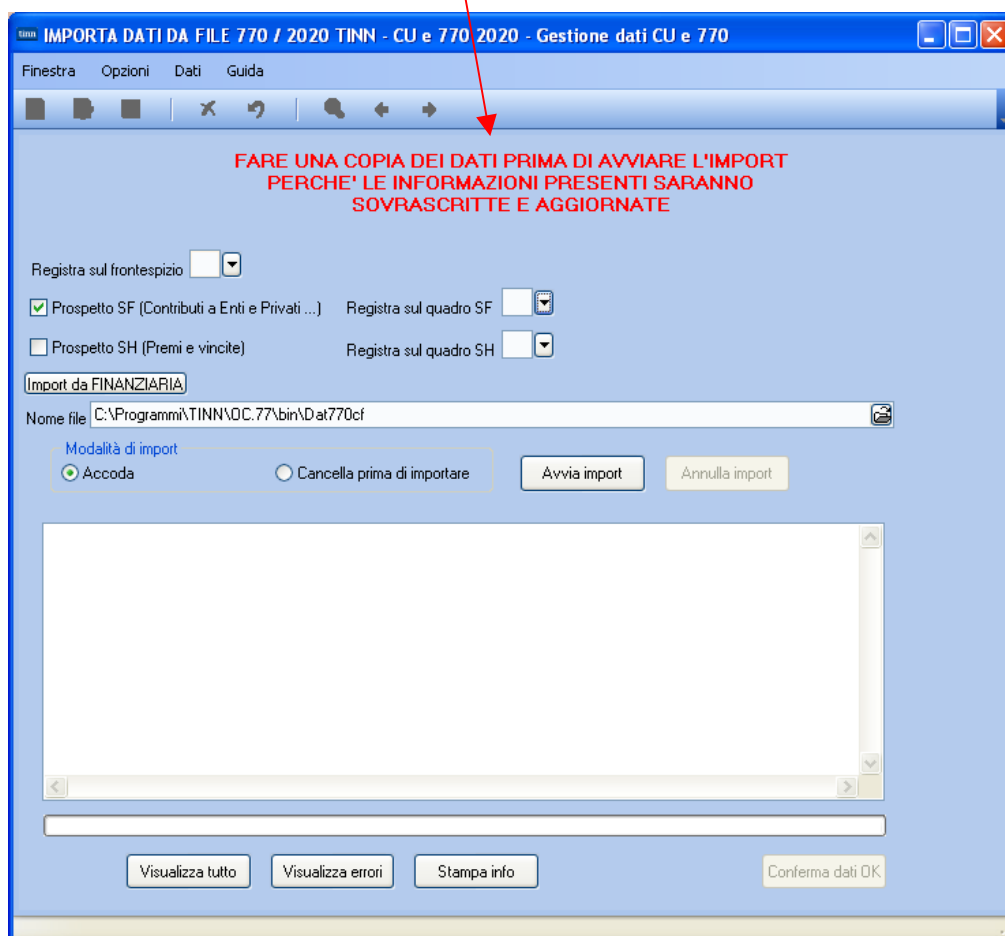 tinn IMPORTA DATI DA FILE 770 / 2020 TINN - CU e 770 2020 - Gestione dati CU e 770
Finestra Opzioni Dati Guida
FARE UNA COPIA DEI DATI PRIMA DI AVVIARE L'IMPORT
PERCHE' LE INFORMAZIONI PRESENTI SARANNO
SOVRASCRITTE E AGGIORNATE
Registra sul frontespizio
Prospetto SF (Contributi a Enti e Privati ...) Registra sul quadro SF
Prospetto SH (Premi e vincite) Registra sul quadro SH
Import da FINANZIARIA
Nome file C:\Programmi\TINN\OC.77\bin\Dat770cf
Modalità di import
Accoda Cancella prima di importare Avvia import Annulla import
Visualizza tutto Visualizza errori Stampa info Conferma dati OK